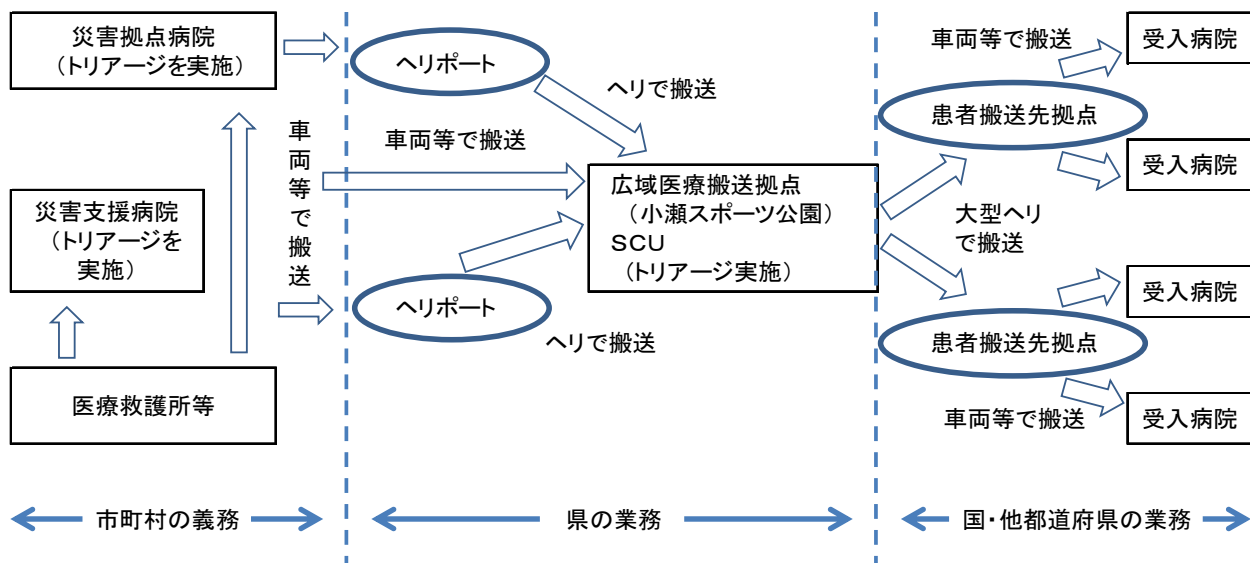 災害拠点病院
（トリアージを実施）
災害支援病院
（トリアージを
実施）
医療救護所等
車両等で搬送
ヘリポート
ヘリで搬送
車両等で搬送
広域医療搬送拠点
（小瀬スポーツ公園）
ＳＣＵ
（トリアージ実施）
ヘリポート
ヘリで搬送
車両等で搬送
患者搬送先拠点
受入病院
受入病院
大型ヘリ
で搬送
患者搬送先拠点
受入病院
車両等で搬送
受入病院
市町村の義務
県の業務
国・他都道府県の業務